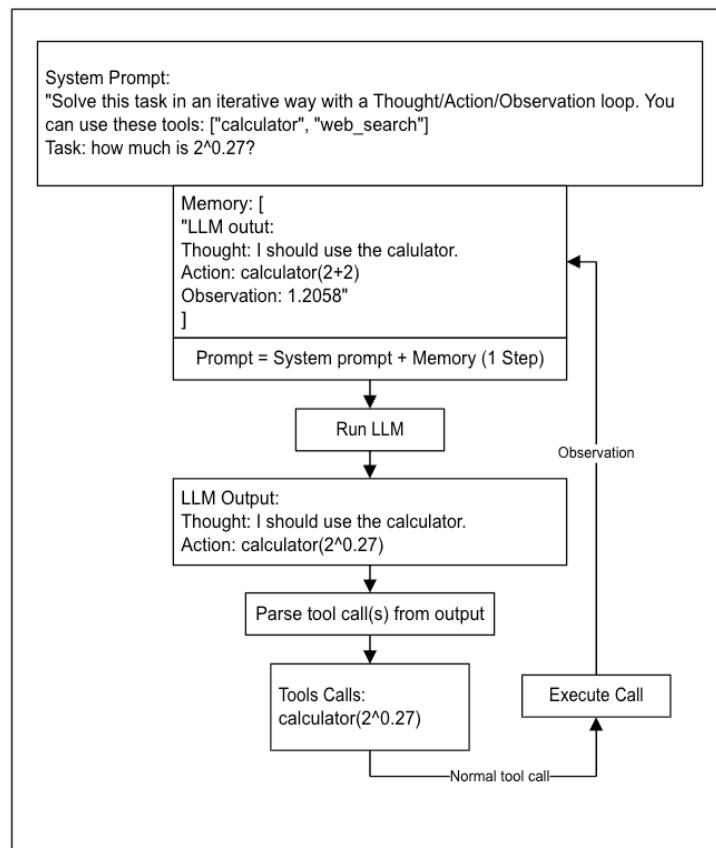 System Prompt:
"Solve this task in an iterative way with a Thought/Action/Observation loop. You
can use these tools: ["calculator", "web_search"]
Task: how much is 2^0.27?
Memory: [
"LLM outut:
Thought: I should use the calulator.
Action: calculator(2+2)
Observation: 1.2058"
]
Prompt = System prompt + Memory (1 Step)
Run LLM
Observation
LLM Output:
Thought: I should use the calculator.
Action: calculator(2^0.27)
Parse tool call(s) from output
Tools Calls:
calculator(2^0.27)
Execute Call
Normal tool call